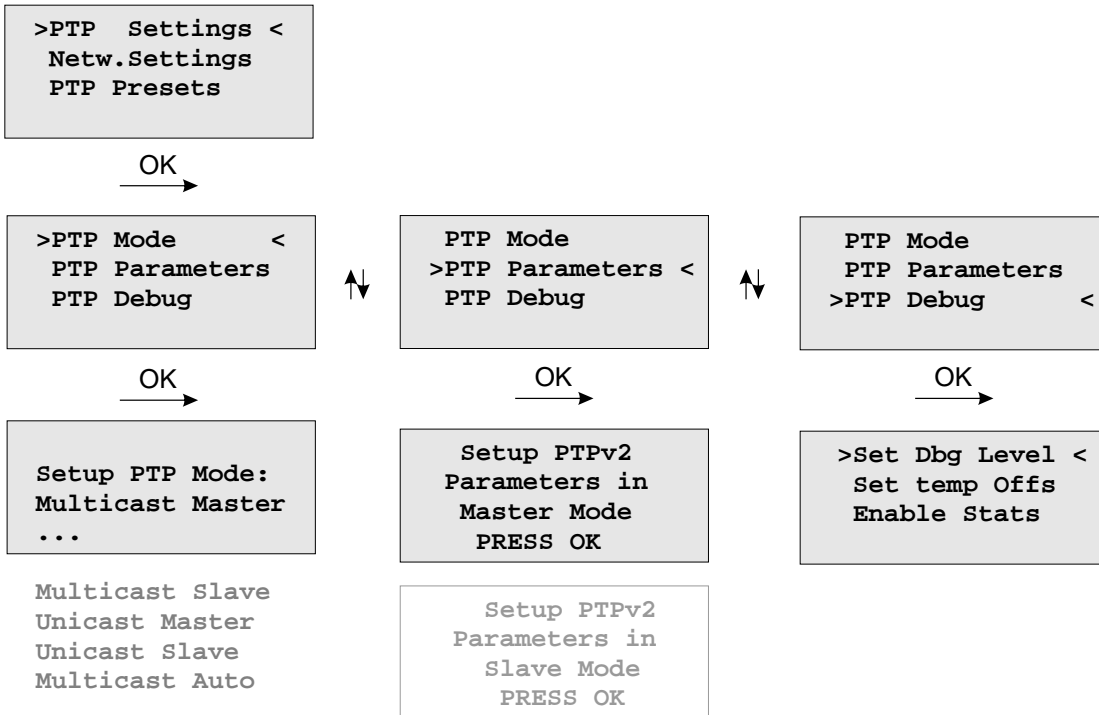 >PTP  Settings <
Netw.Settings
PTP Presets
OK
>PTP Mode      <
PTP Parameters
PTP Debug
PTP Mode
>PTP Parameters <
PTP Debug
PTP Mode
PTP Parameters
>PTP Debug      <
OK
OK
OK
Setup PTP Mode:
Multicast Master
...
Multicast Slave
Unicast Master
Unicast Slave
Multicast Auto
Setup PTPv2
Parameters in
Master Mode
PRESS OK
Setup PTPv2
Parameters in
Slave Mode
PRESS OK
>Set Dbg Level <
Set temp Offs
Enable Stats